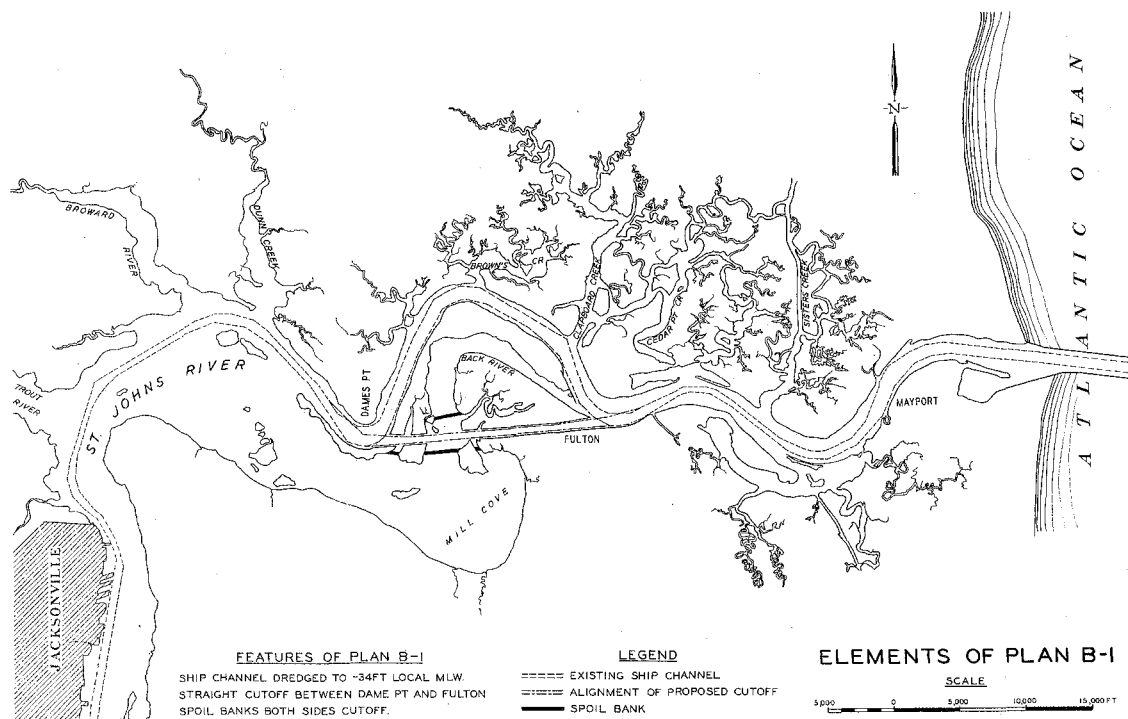 ATLANTIC OCEAN
N
BROWARD
RIVER
DUNN CREEK
BROWN'S CR
CLAPBOARD CREEK
CEDAR PT CR
SISTERS CREEK
BACK RIVER
DAMES PT
TROUT
RIVER
ST JOHNS RIVER
MAYPORT
FULTON
MILL COVE
JACKSONVILLE
FEATURES OF PLAN B-1
SHIP CHANNEL DREDGED TO -34FT LOCAL MLW.
STRAIGHT CUTOFF BETWEEN DAME PT AND FULTON
SPOIL BANKS BOTH SIDES CUTOFF.
LEGEND
EXISTING SHIP CHANNEL
ALIGNMENT OF PROPOSED CUTOFF
SPOIL BANK
ELEMENTS OF PLAN B-1
SCALE
5,000 0 5,000 10,000 15,000 FT